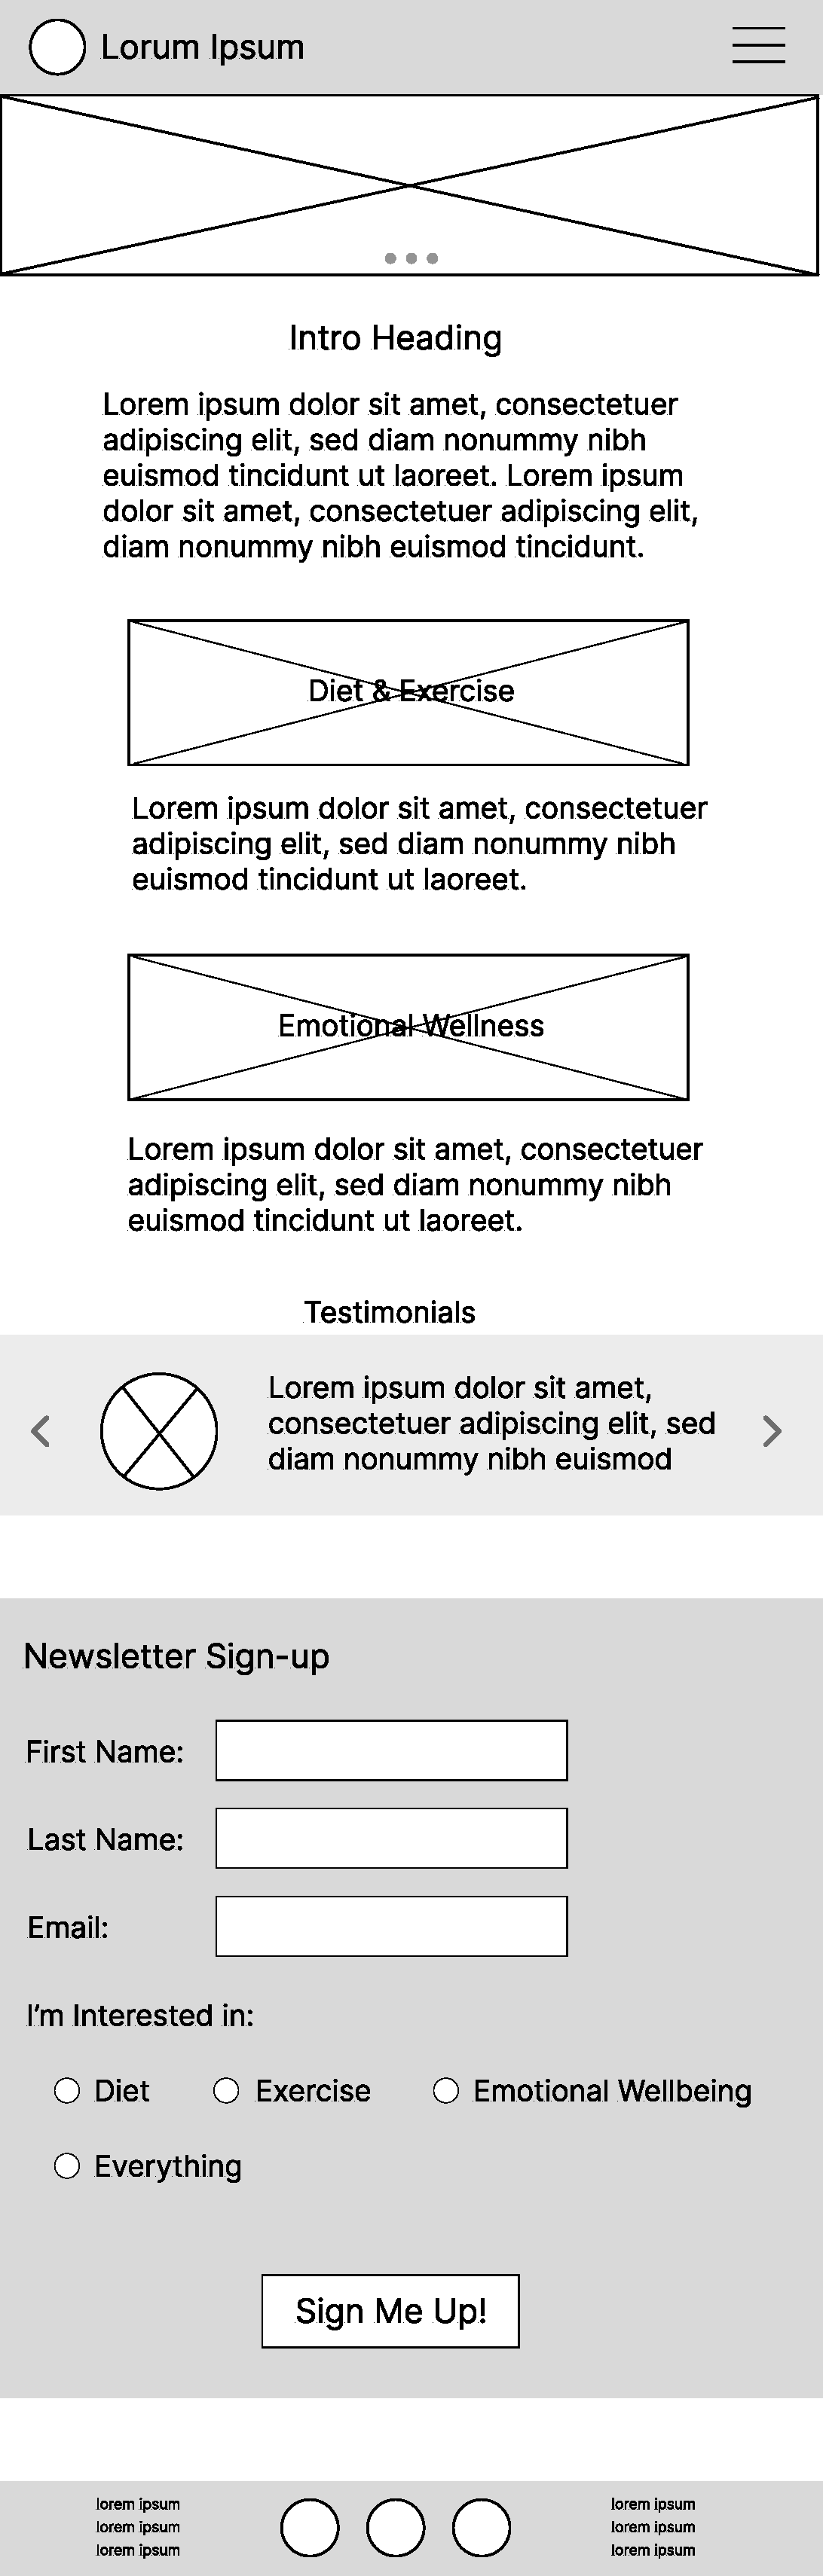 Lorum Ipsum
Intro Heading
Lorem ipsum dolor sit amet, consectetuer
adipiscing elit, sed diam nonummy nibh
euismod tincidunt ut laoreet. Lorem ipsum
dolor sit amet, consectetuer adipiscing elit,
diam nonummy nibh euismod tincidunt.
Diet & Exercise
Lorem ipsum dolor sit amet, consectetuer
adipiscing elit, sed diam nonummy nibh
euismod tincidunt ut laoreet.
Emotional Wellness
Lorem ipsum dolor sit amet, consectetuer
adipiscing elit, sed diam nonummy nibh
euismod tincidunt ut laoreet.
Testimonials
Lorem ipsum dolor sit amet,
consectetuer adipiscing elit, sed
diam nonummy nibh euismod
Newsletter Sign-up
First Name:
Last Name:
Email:
I’m Interested in:
Diet Exercise Emotional Wellbeing
Everything
Sign Me Up!
lorem ipsum
lorem ipsum
lorem ipsum
lorem ipsum
lorem ipsum
lorem ipsum